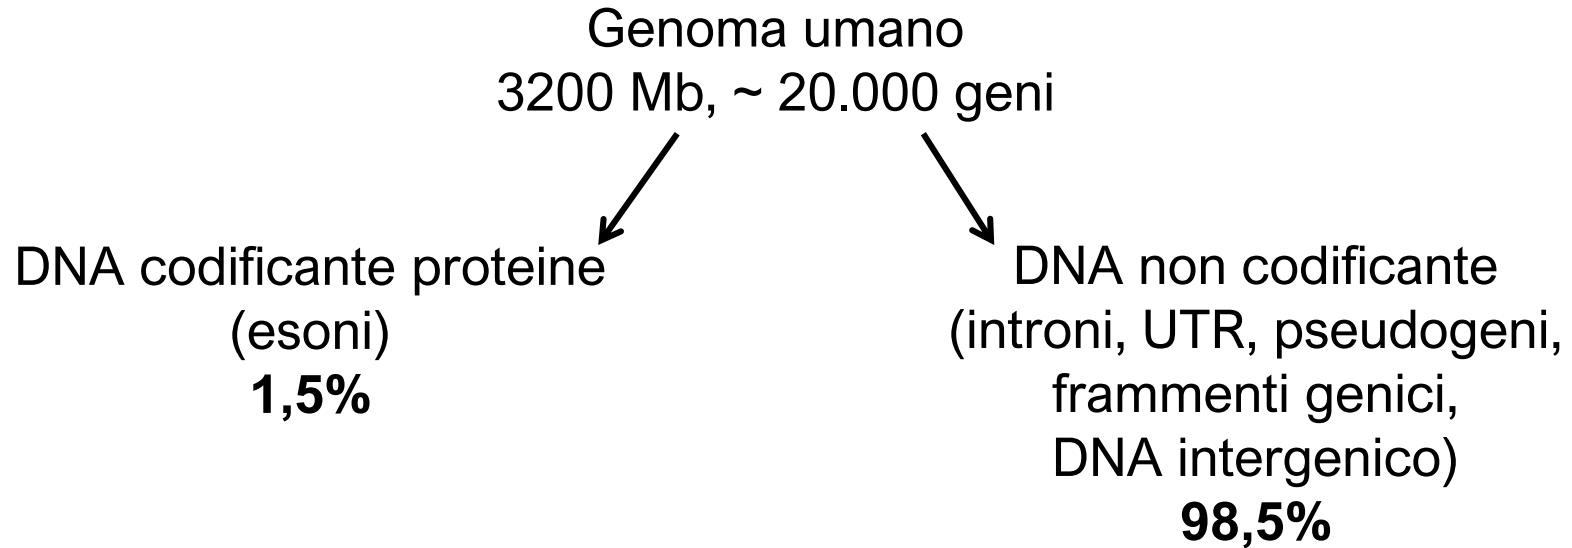 Genoma umano
3200 Mb, ~ 20.000 geni
DNA codificante proteine
(esoni)
1,5%
DNA non codificante
(introni, UTR, pseudogeni,
frammenti genici,
DNA intergenico)
98,5%